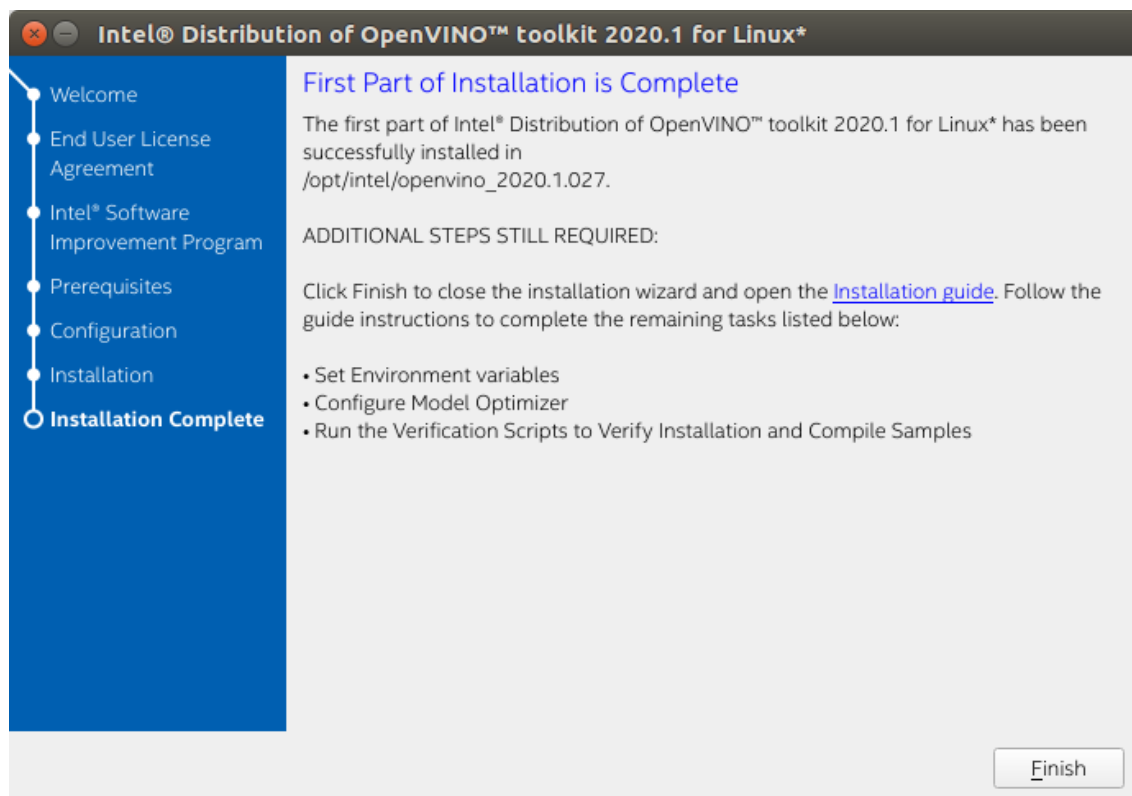 Intel® Distribution of OpenVINO™ toolkit 2020.1 for Linux*
Welcome
End User License
Agreement
Intel® Software
Improvement Program
Prerequisites
Configuration
Installation
Installation Complete
First Part of Installation is Complete
The first part of Intel® Distribution of OpenVINO™ toolkit 2020.1 for Linux* has been
successfully installed in
/opt/intel/openvino_2020.1.027.
ADDITIONAL STEPS STILL REQUIRED:
Click Finish to close the installation wizard and open the Installation guide. Follow the
guide instructions to complete the remaining tasks listed below:
• Set Environment variables
• Configure Model Optimizer
• Run the Verification Scripts to Verify Installation and Compile Samples
Finish